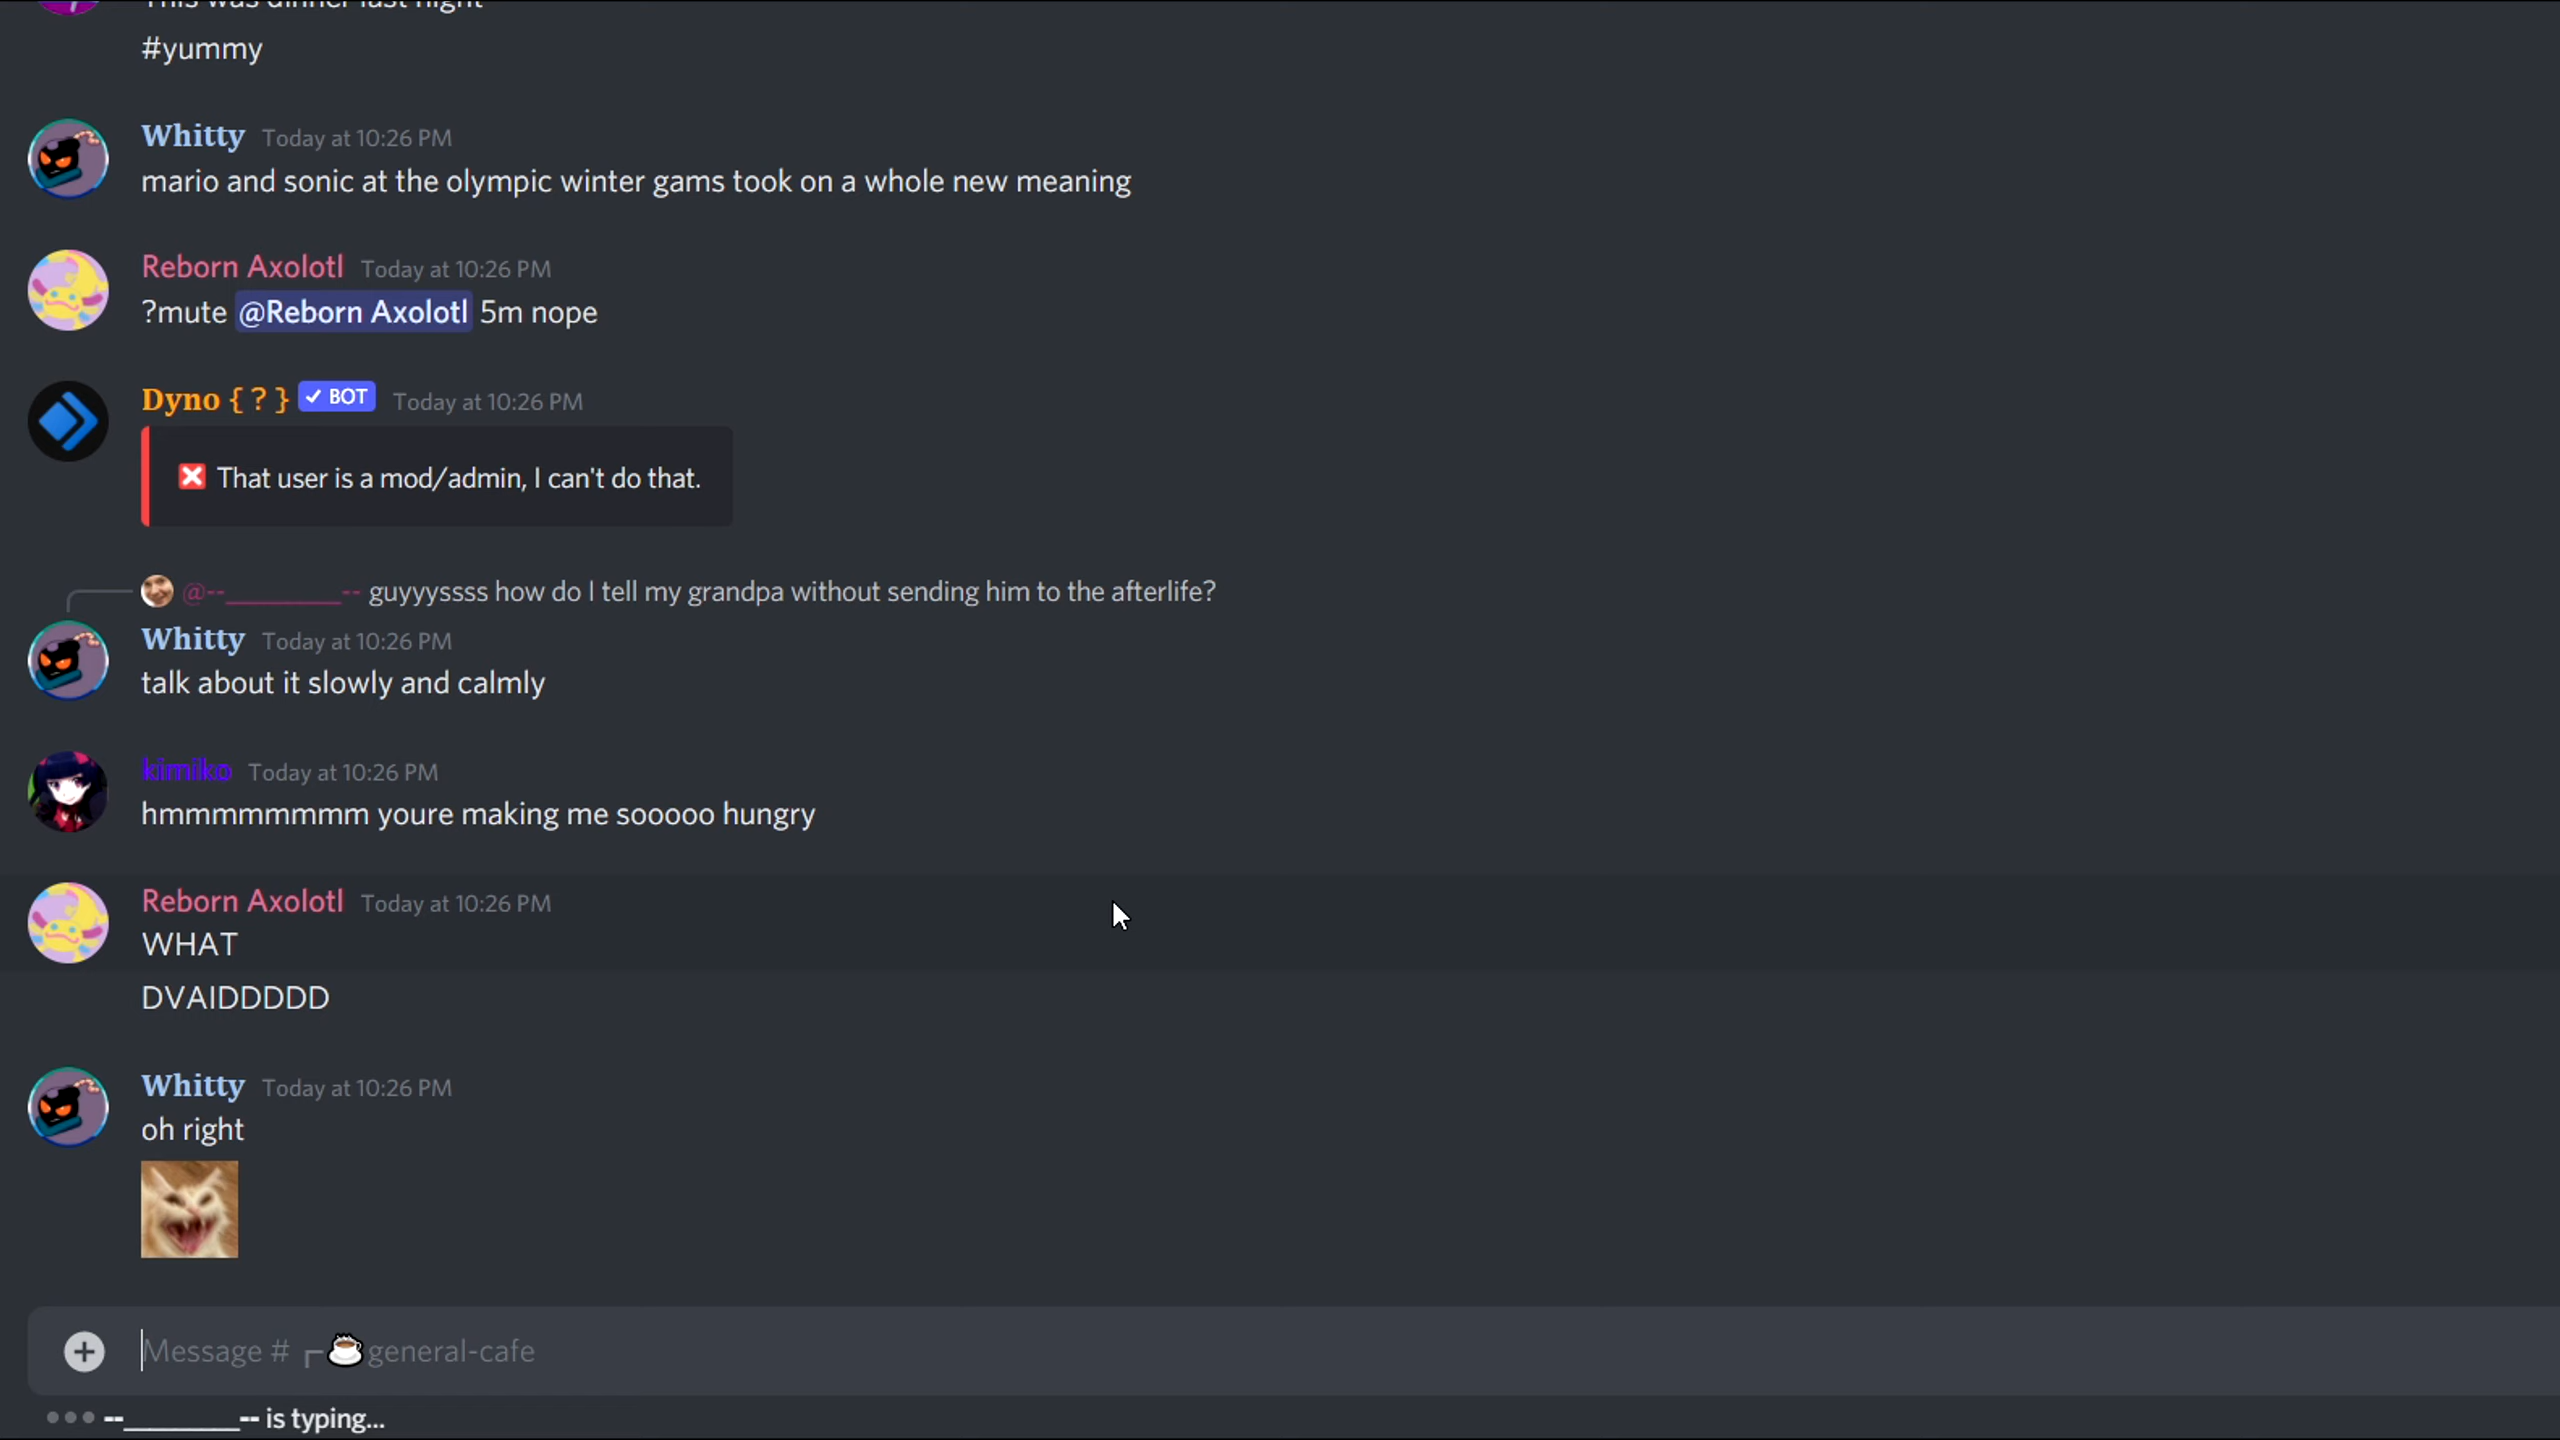 This was dinner last night
#yummy
Whitty Today at 10:26 PM
mario and sonic at the olympic winter gams took on a whole new meaning
Reborn Axolotl Today at 10:26 PM
?mute @Reborn Axolotl 5m nope
Dyno { ? } ✓ BOT Today at 10:26 PM
❌ That user is a mod/admin, I can't do that.
@--________-- guyyyssss how do I tell my grandpa without sending him to the afterlife?
Whitty Today at 10:26 PM
talk about it slowly and calmly
kimiko Today at 10:26 PM
hmmmmmmmm youre making me sooooo hungry
Reborn Axolotl Today at 10:26 PM
WHAT
DVAIDDDDD
Whitty Today at 10:26 PM
oh right
Message # ┌☕general-cafe
--________-- is typing...